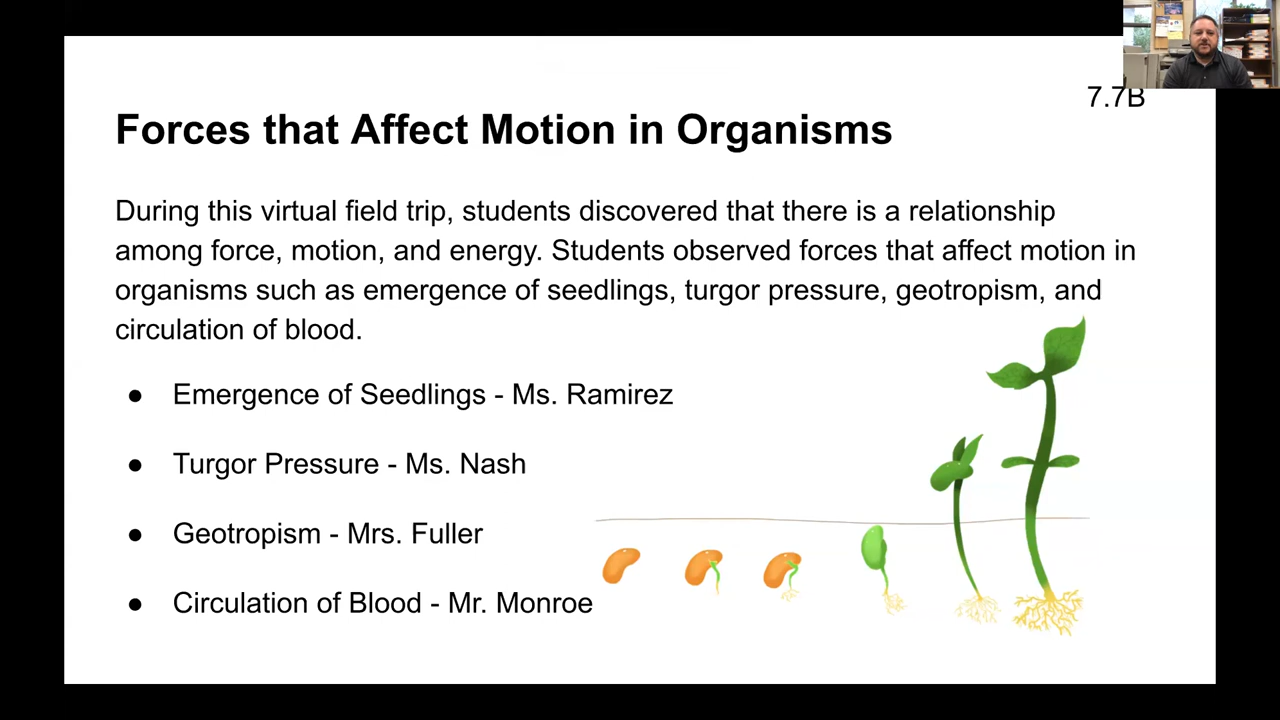 7.7B
Forces that Affect Motion in Organisms
During this virtual field trip, students discovered that there is a relationship
among force, motion, and energy. Students observed forces that affect motion in
organisms such as emergence of seedlings, turgor pressure, geotropism, and
circulation of blood.
● Emergence of Seedlings - Ms. Ramirez
● Turgor Pressure - Ms. Nash
● Geotropism - Mrs. Fuller
● Circulation of Blood - Mr. Monroe